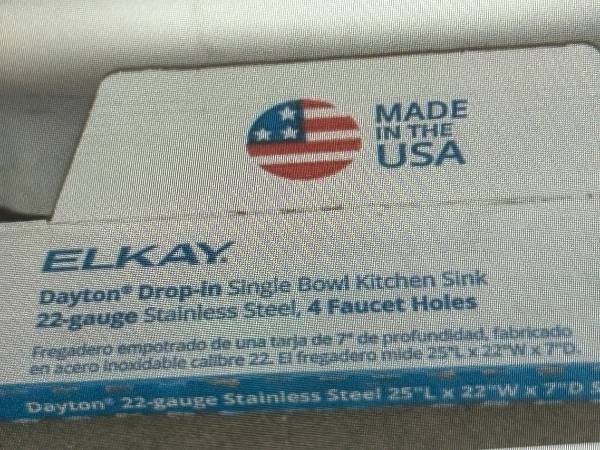 MADE
IN THE
USA
ELKAY
Dayton® Drop-in Single Bowl Kitchen Sink
22-gauge Stainless Steel, 4 Faucet Holes
Fregadero empotrado de una tarja de 7" de profundidad, fabricado
en acero inoxidable calibre 22. El fregadero mide 25"L x 22"W x 7"D.
Dayton® 22-gauge Stainless Steel 25"L x 22"W x 7"D S